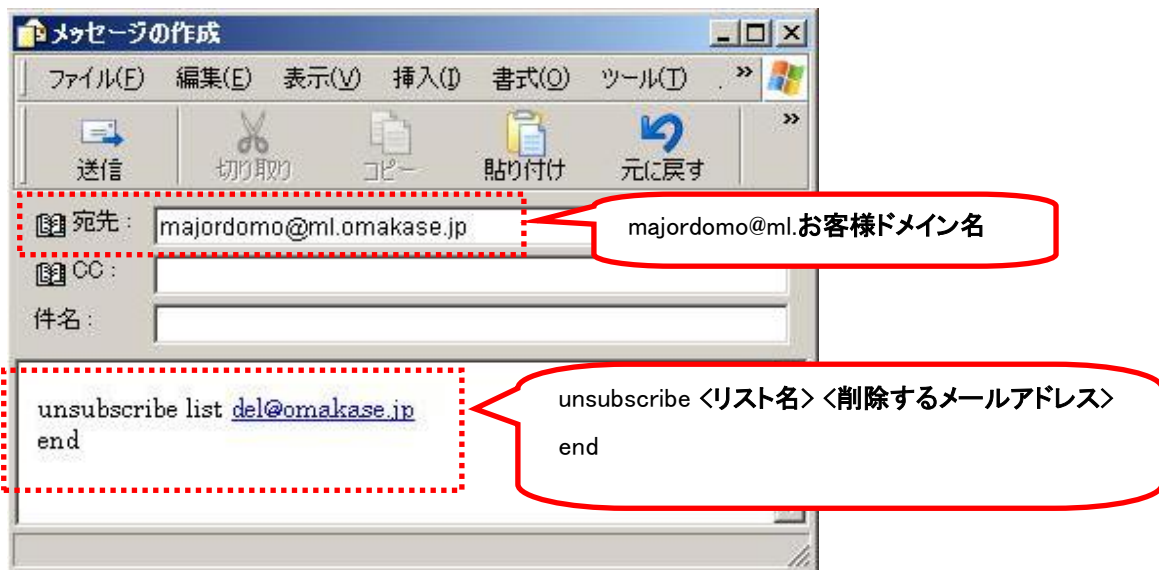 メッセージの作成
ファイル(F) 編集(E) 表示(V) 挿入(I) 書式(O) ツール(T) . »
送信 切り取り コピー 貼り付け 元に戻す »
宛先: majordomo@ml.omakase.jp
majordomo@ml.お客様ドメイン名
CC:
件名:
unsubscribe list del@omakase.jp
end
unsubscribe <リスト名> <削除するメールアドレス>
end